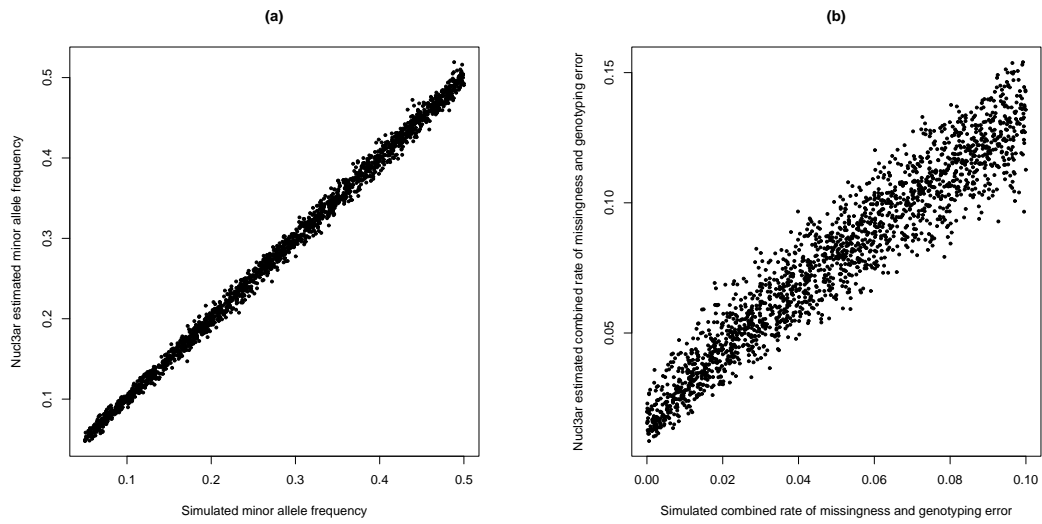 (a)
Nucl3ar estimated minor allele frequency
0.5
0.4
0.3
0.2
0.1
0.1 0.2 0.3 0.4 0.5
Simulated minor allele frequency
(b)
Nucl3ar estimated combined rate of missingness and genotyping error
0.15
0.10
0.05
0.00 0.02 0.04 0.06 0.08 0.10
Simulated combined rate of missingness and genotyping error